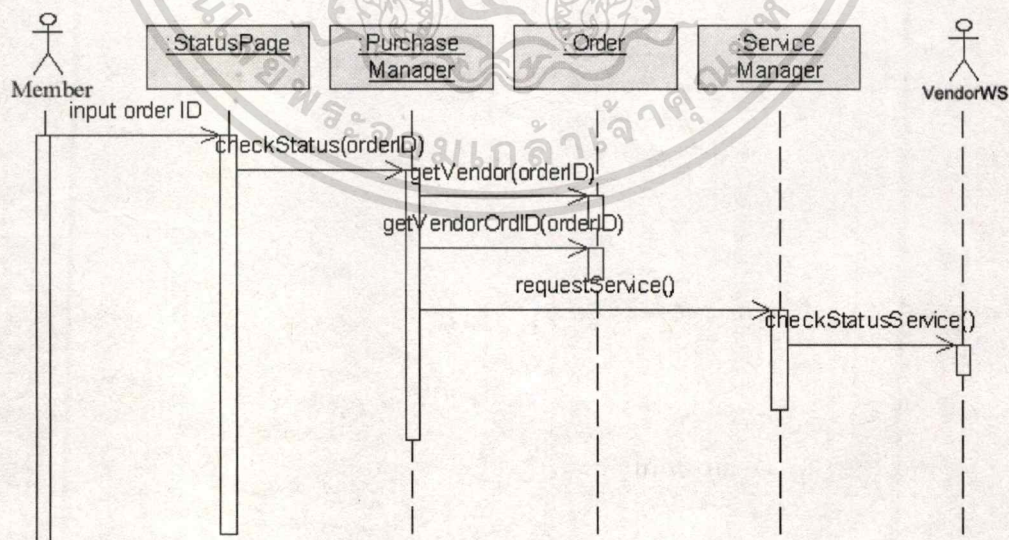 :StatusPage
:Purchase
Manager
:Order
:Service
Manager
Member
VendorWS
input order ID
checkStatus(orderID)
getVendor(orderID)
getVendorOrdID(orderID)
requestService()
checkStatusService()